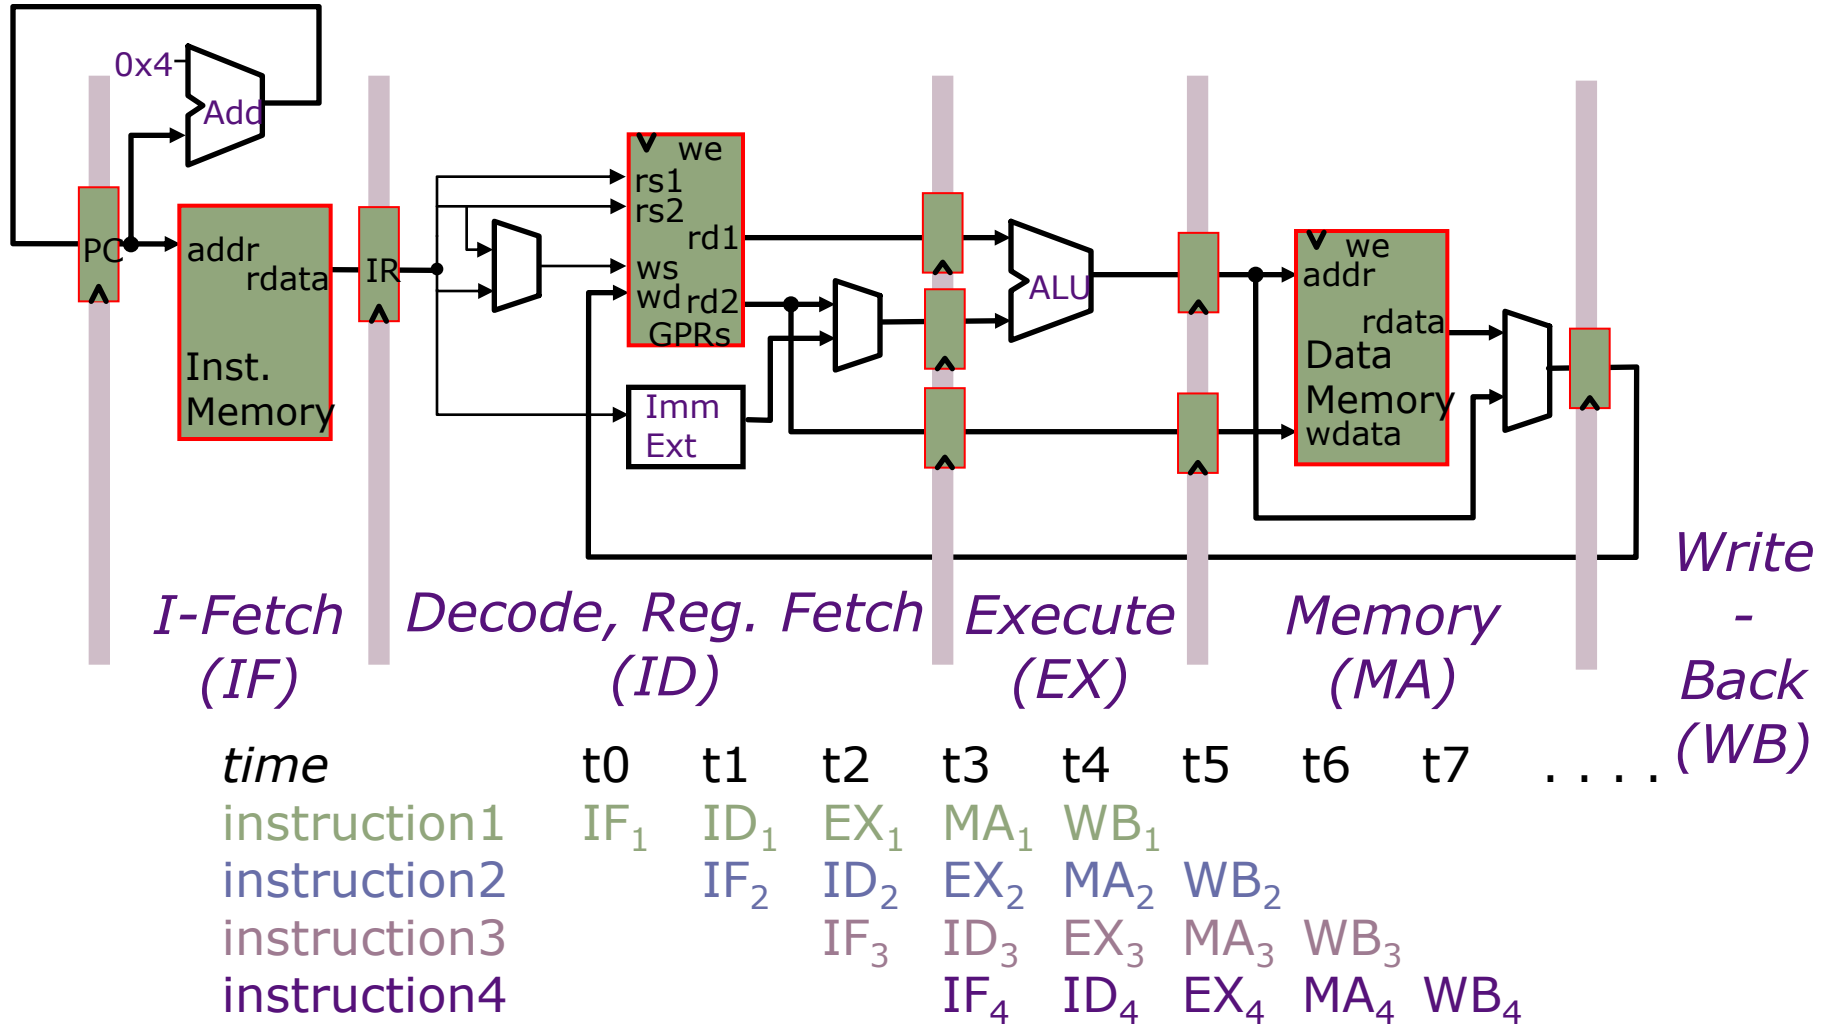 0x4
Add
we
rs1
rs2
rd1
PC
addr
rdata
IR
ws
wd rd2
GPRs
ALU
we
addr
rdata
Inst.
Memory
Data
Memory
wdata
Imm
Ext
I-Fetch
(IF)
Decode, Reg. Fetch
(ID)
Execute
(EX)
Memory
(MA)
Write
-
Back
(WB)
time t0 t1 t2 t3 t4 t5 t6 t7 . . . .
instruction1 IF1 ID1 EX1 MA1 WB1
instruction2 IF2 ID2 EX2 MA2 WB2
instruction3 IF3 ID3 EX3 MA3 WB3
instruction4 IF4 ID4 EX4 MA4 WB4